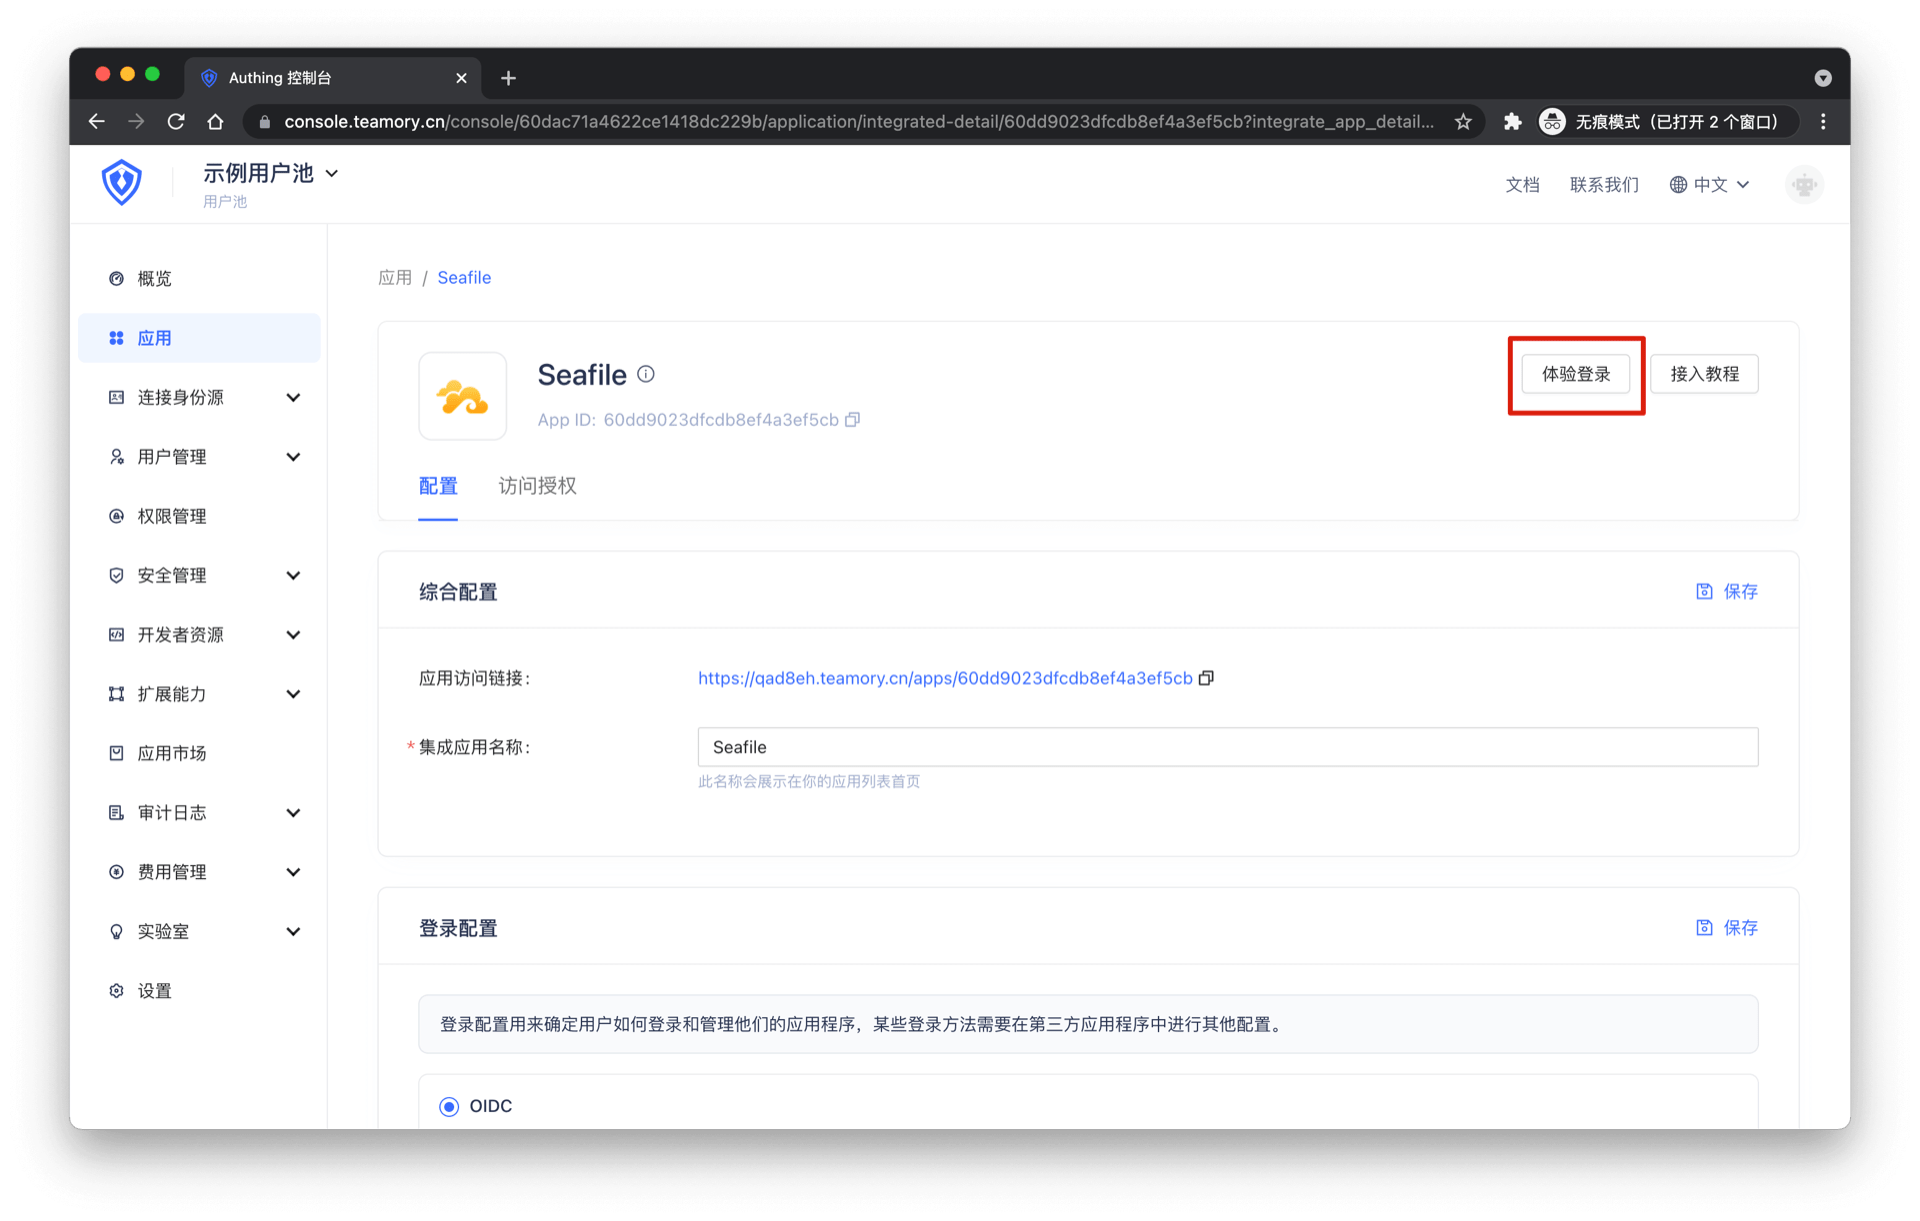 Authing 控制台
console.teamory.cn/console/60dac71a4622ce1418dc229b/application/integrated-detail/60dd9023dfcdb8ef4a3ef5cb?integrate_app_detail...
无痕模式（已打开 2 个窗口）
示例用户池
用户池
文档
联系我们
中文
概览
应用
连接身份源
用户管理
权限管理
安全管理
开发者资源
扩展能力
应用市场
审计日志
费用管理
实验室
设置
应用 / Seafile
Seafile
App ID: 60dd9023dfcdb8ef4a3ef5cb
体验登录
接入教程
配置
访问授权
综合配置
保存
应用访问链接:
https://qad8eh.teamory.cn/apps/60dd9023dfcdb8ef4a3ef5cb
* 集成应用名称:
Seafile
此名称会展示在你的应用列表首页
登录配置
保存
登录配置用来确定用户如何登录和管理他们的应用程序，某些登录方法需要在第三方应用程序中进行其他配置。
OIDC